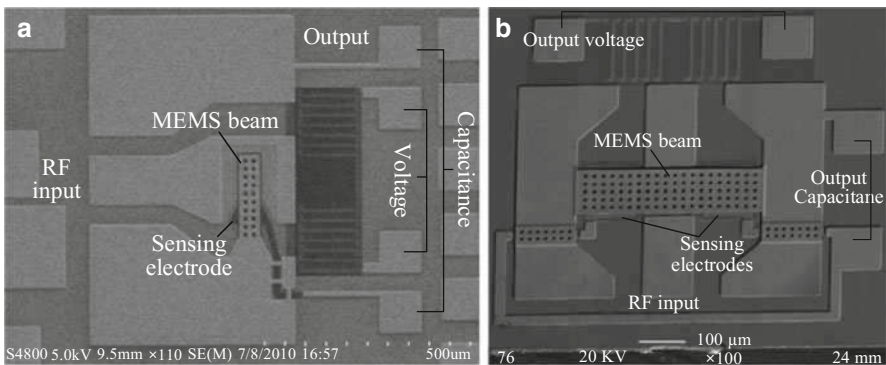 a
Output
MEMS beam
RF
input
Voltage
Capacitance
Sensing
electrode
S4800 5.0kV 9.5mm ×110 SE(M) 7/8/2010 16:57
500um
b
Output voltage
MEMS beam
Output
Capacitane
Sensing
electrodes
RF input
100 µm
76 20 KV ×100 24 mm